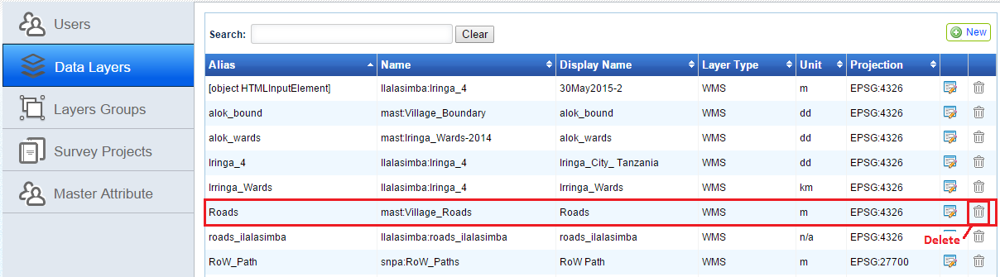 Users
Data Layers
Layers Groups
Survey Projects
Master Attribute
Search: Clear New
Alias Name Display Name Layer Type Unit Projection
[object HTMLInputElement] Ilalasimba:Iringa_4 30May2015-2 WMS m EPSG:4326
alok_bound mast:Village_Boundary alok_bound WMS dd EPSG:4326
alok_wards mast:Iringa_Wards-2014 alok_wards WMS dd EPSG:4326
Iringa_4 Ilalasimba:Iringa_4 Iringa_City_ Tanzania WMS dd EPSG:4326
Irringa_Wards Ilalasimba:Iringa_4 Irringa_Wards WMS km EPSG:4326
Roads mast:Village_Roads Roads WMS m EPSG:4326
roads_ilalasimba Ilalasimba:roads_ilalasimba roads_ilalasimba WMS n/a EPSG:4326
Delete
RoW_Path snpa:RoW_Paths RoW Path WMS m EPSG:27700